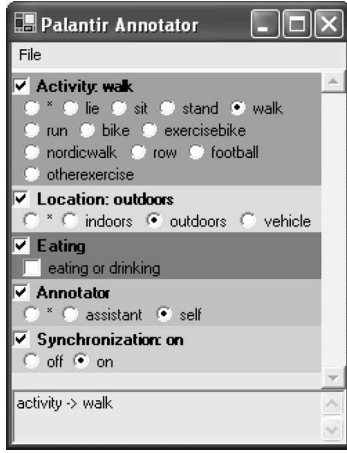 Palantir Annotator
File
Activity: walk
* lie sit stand walk
run bike exercisebike
nordicwalk row football
otherexercise
Location: outdoors
* indoors outdoors vehicle
Eating
eating or drinking
Annotator
* assistant self
Synchronization: on
off on
activity -> walk